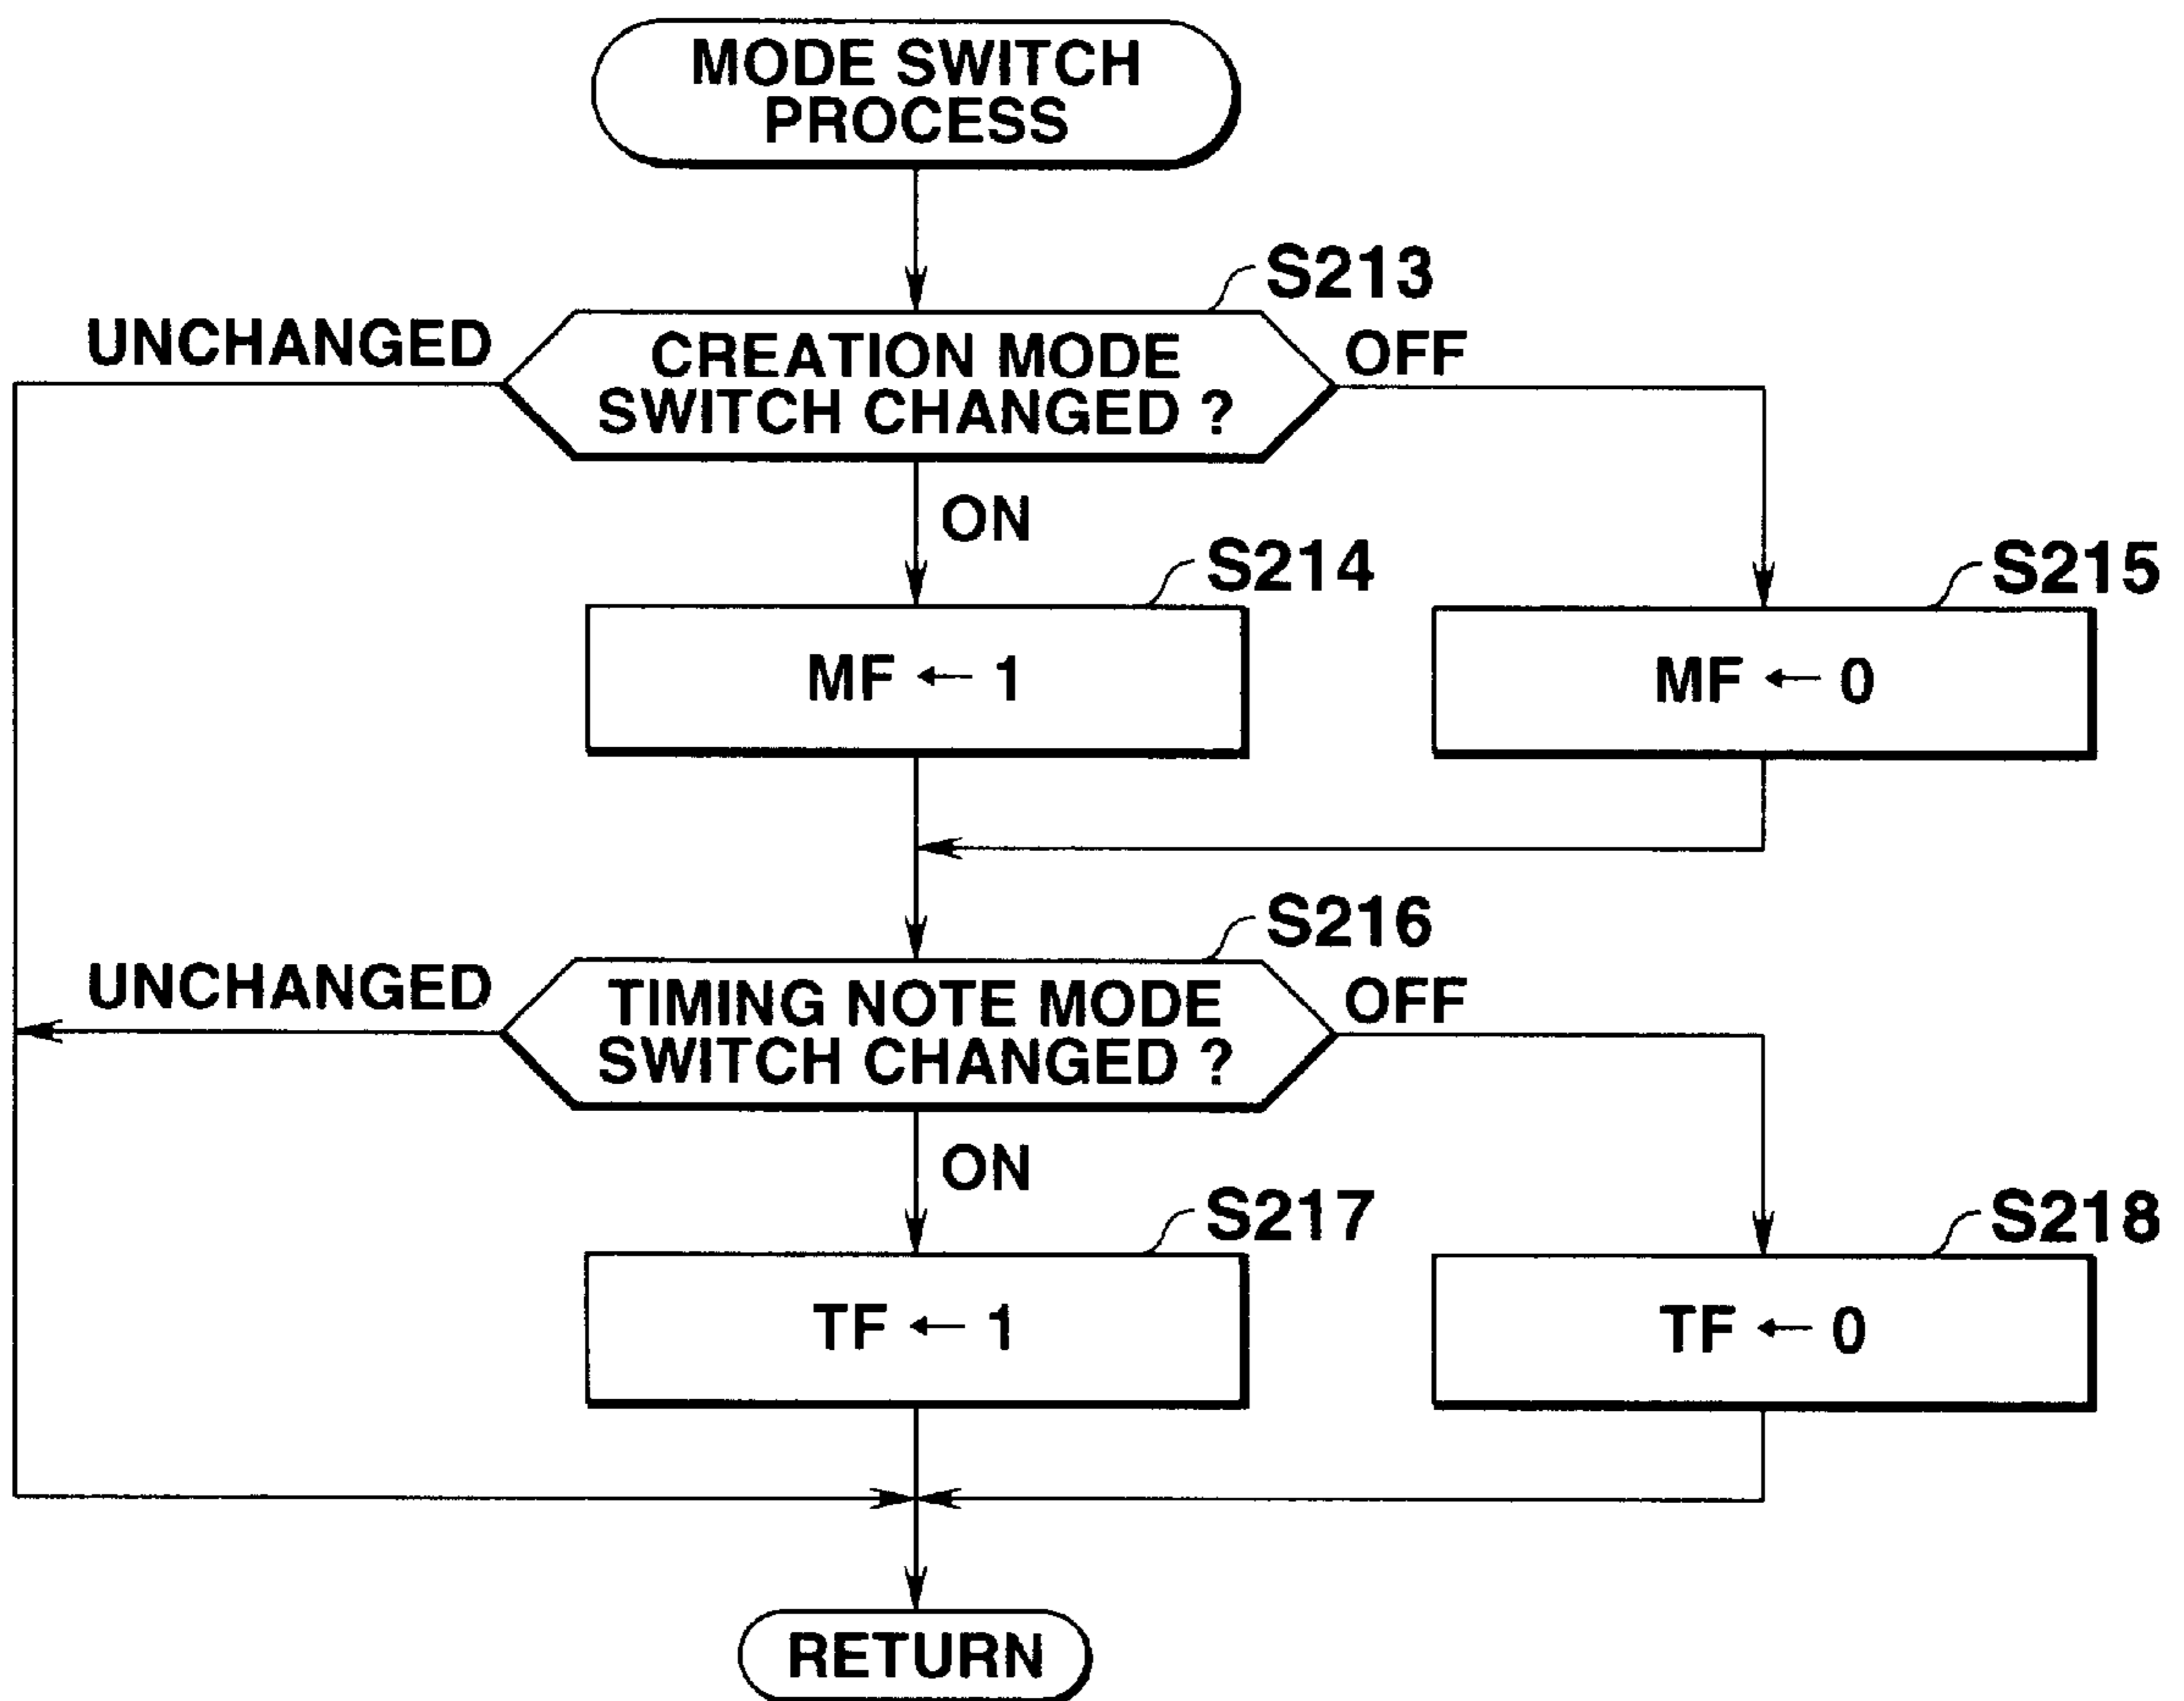 MODE SWITCH
PROCESS
S213
UNCHANGED
CREATION MODE
SWITCH CHANGED ?
OFF
ON
S214
S215
MF ← 1
MF ← 0
S216
UNCHANGED
TIMING NOTE MODE
SWITCH CHANGED ?
OFF
ON
S217
S218
TF ← 1
TF ← 0
RETURN